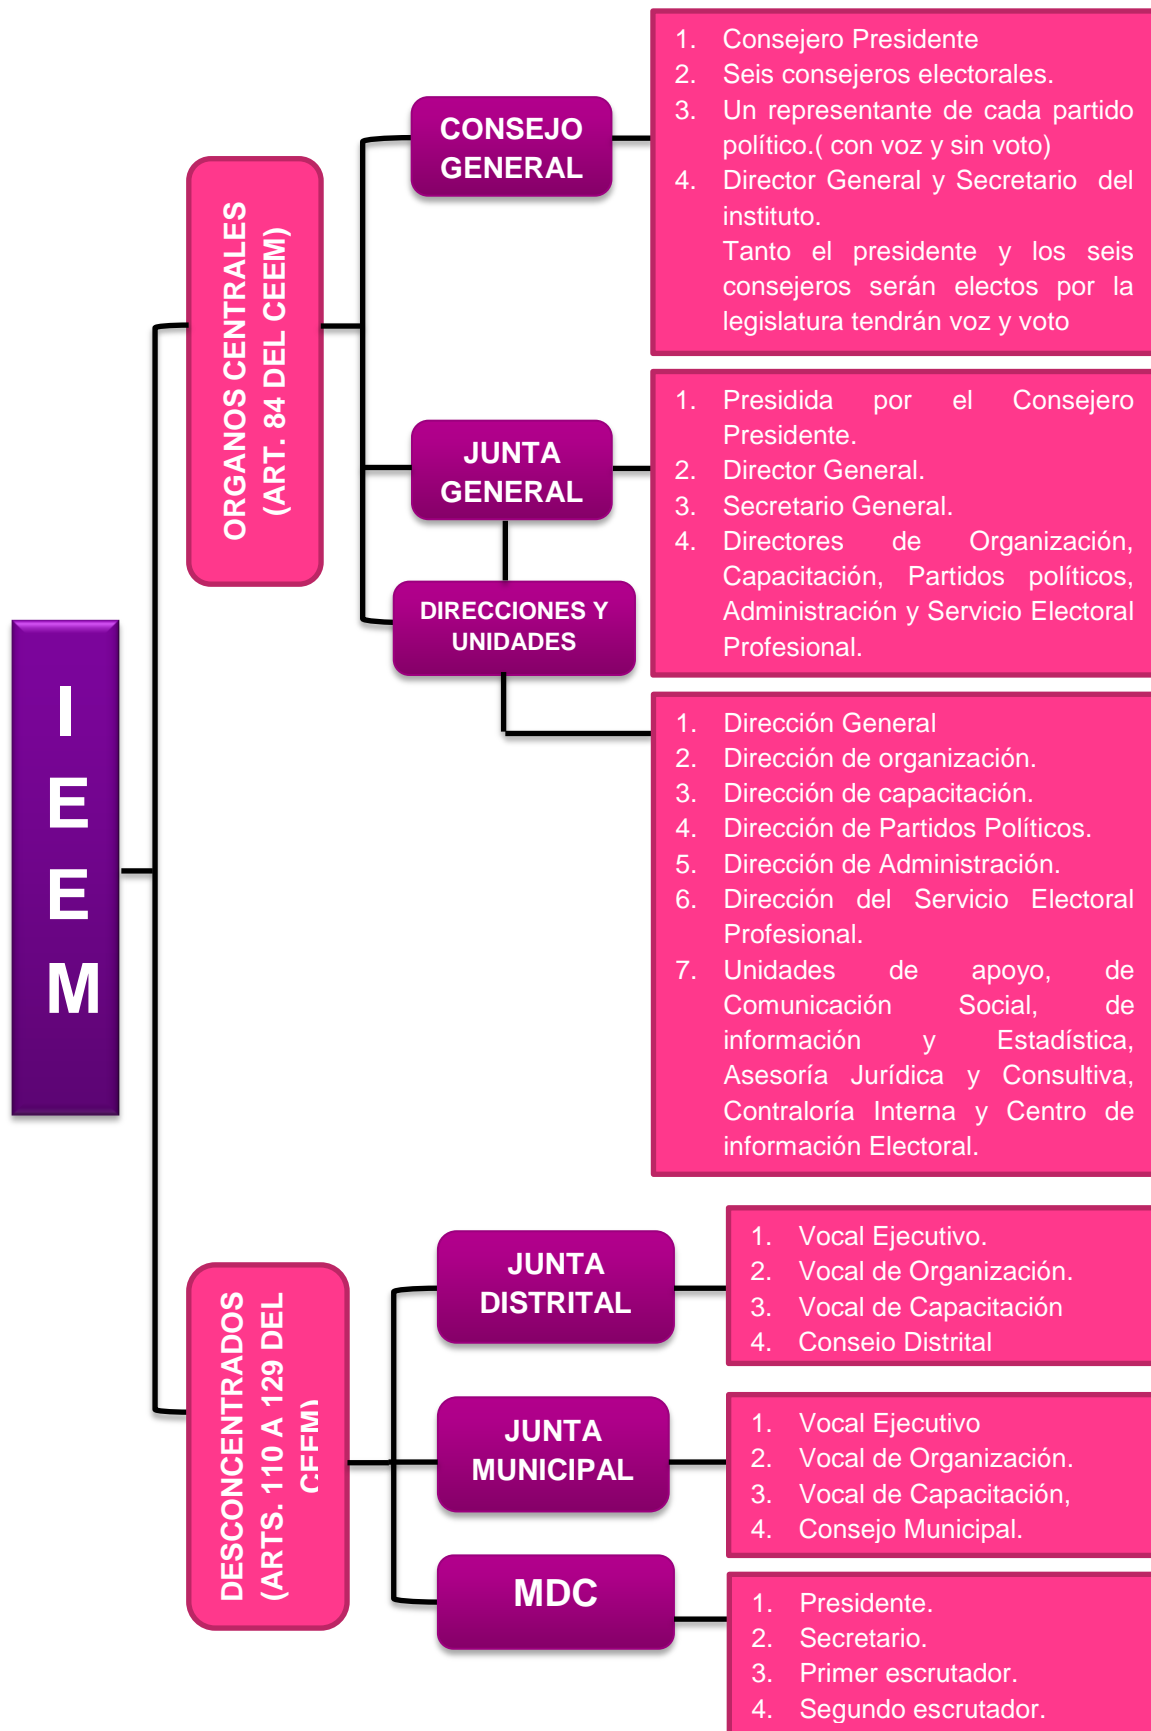 I
E
E
M
ORGANOS CENTRALES
(ART. 84 DEL CEEM)
CONSEJO
GENERAL
1. Consejero Presidente
2. Seis consejeros electorales.
3. Un representante de cada partido
político.( con voz y sin voto)
4. Director General y Secretario del
instituto.
Tanto el presidente y los seis
consejeros serán electos por la
legislatura tendrán voz y voto
JUNTA
GENERAL
1. Presidida por el Consejero
Presidente.
2. Director General.
3. Secretario General.
4. Directores de Organización,
Capacitación, Partidos políticos,
Administración y Servicio Electoral
Profesional.
DIRECCIONES Y
UNIDADES
1. Dirección General
2. Dirección de organización.
3. Dirección de capacitación.
4. Dirección de Partidos Políticos.
5. Dirección de Administración.
6. Dirección del Servicio Electoral
Profesional.
7. Unidades de apoyo, de
Comunicación Social, de
información y Estadística,
Asesoría Jurídica y Consultiva,
Contraloría Interna y Centro de
información Electoral.
DESCONCENTRADOS
(ARTS. 110 A 129 DEL
CEEM)
JUNTA
DISTRITAL
1. Vocal Ejecutivo.
2. Vocal de Organización.
3. Vocal de Capacitación
4. Consejo Distrital
JUNTA
MUNICIPAL
1. Vocal Ejecutivo
2. Vocal de Organización.
3. Vocal de Capacitación,
4. Consejo Municipal.
MDC
1. Presidente.
2. Secretario.
3. Primer escrutador.
4. Segundo escrutador.